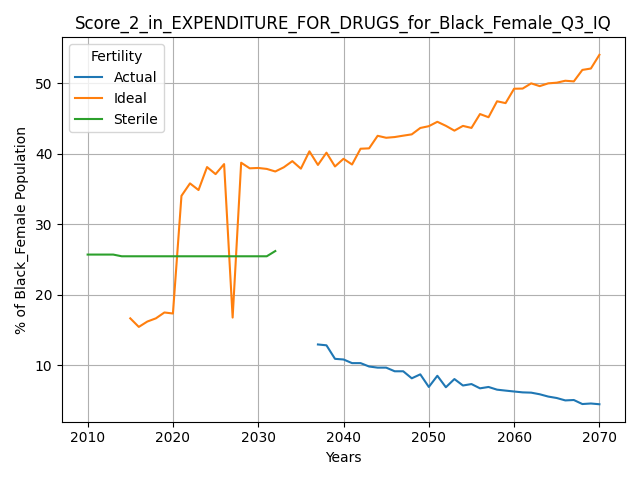 Score_2_in_EXPENDITURE_FOR_DRUGS_for_Black_Female_Q3_IQ
Fertility
Actual
Ideal
Sterile
% of Black_Female Population
50
40
30
20
10
2010 2020 2030 2040 2050 2060 2070
Years